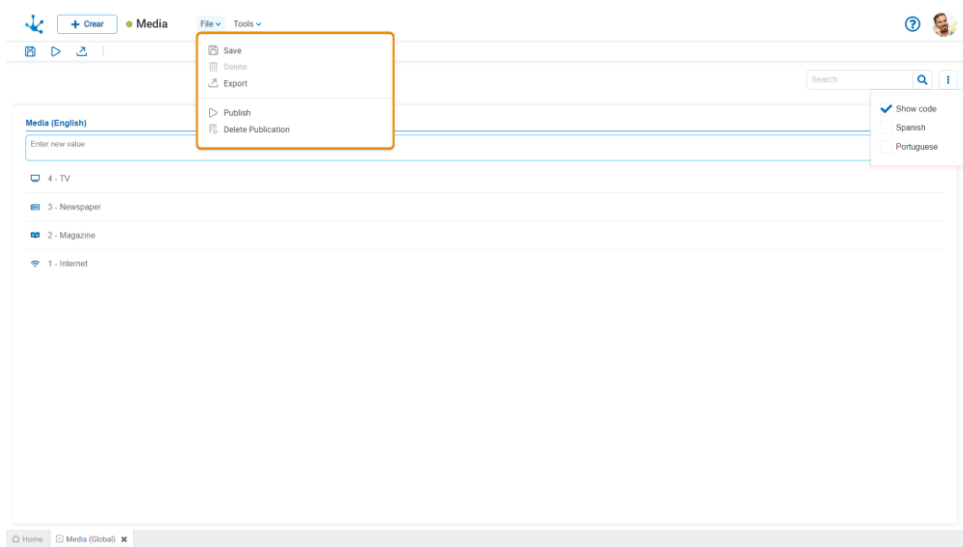 Crear
Media
File
Tools
Save
Delete
Export
Publish
Delete Publication
Search
Show code
Spanish
Portuguese
Media (English)
Enter new value
4 - TV
3 - Newspaper
2 - Magazine
1 - Internet
Home
Media (Global)